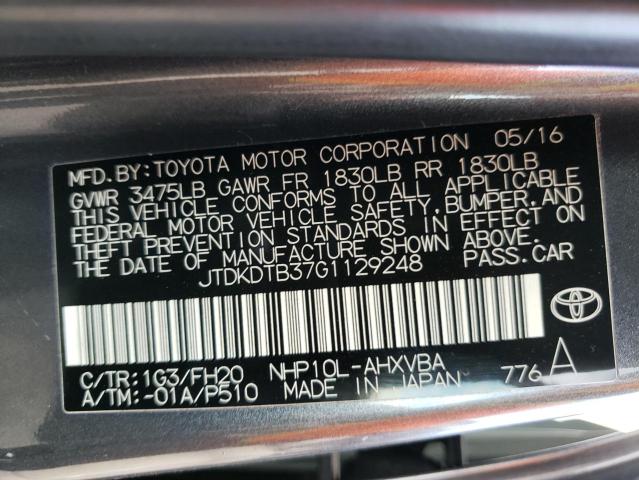 MFD.BY:TOYOTA MOTOR CORPORATION 05/16
GVWR 3475LB GAWR FR 1830LB RR 1830LB
THIS VEHICLE CONFORMS TO ALL APPLICABLE
FEDERAL MOTOR VEHICLE SAFETY,BUMPER,AND
THEFT PREVENTION STANDARDS IN EFFECT ON
THE DATE OF MANUFACTURE SHOWN ABOVE.
JTDKDTB37G1129248 PASS.CAR
C/TR:1G3/FH20 NHP10L-AHXVBA
A/TM:-01A/P510 MADE IN JAPAN 776 A